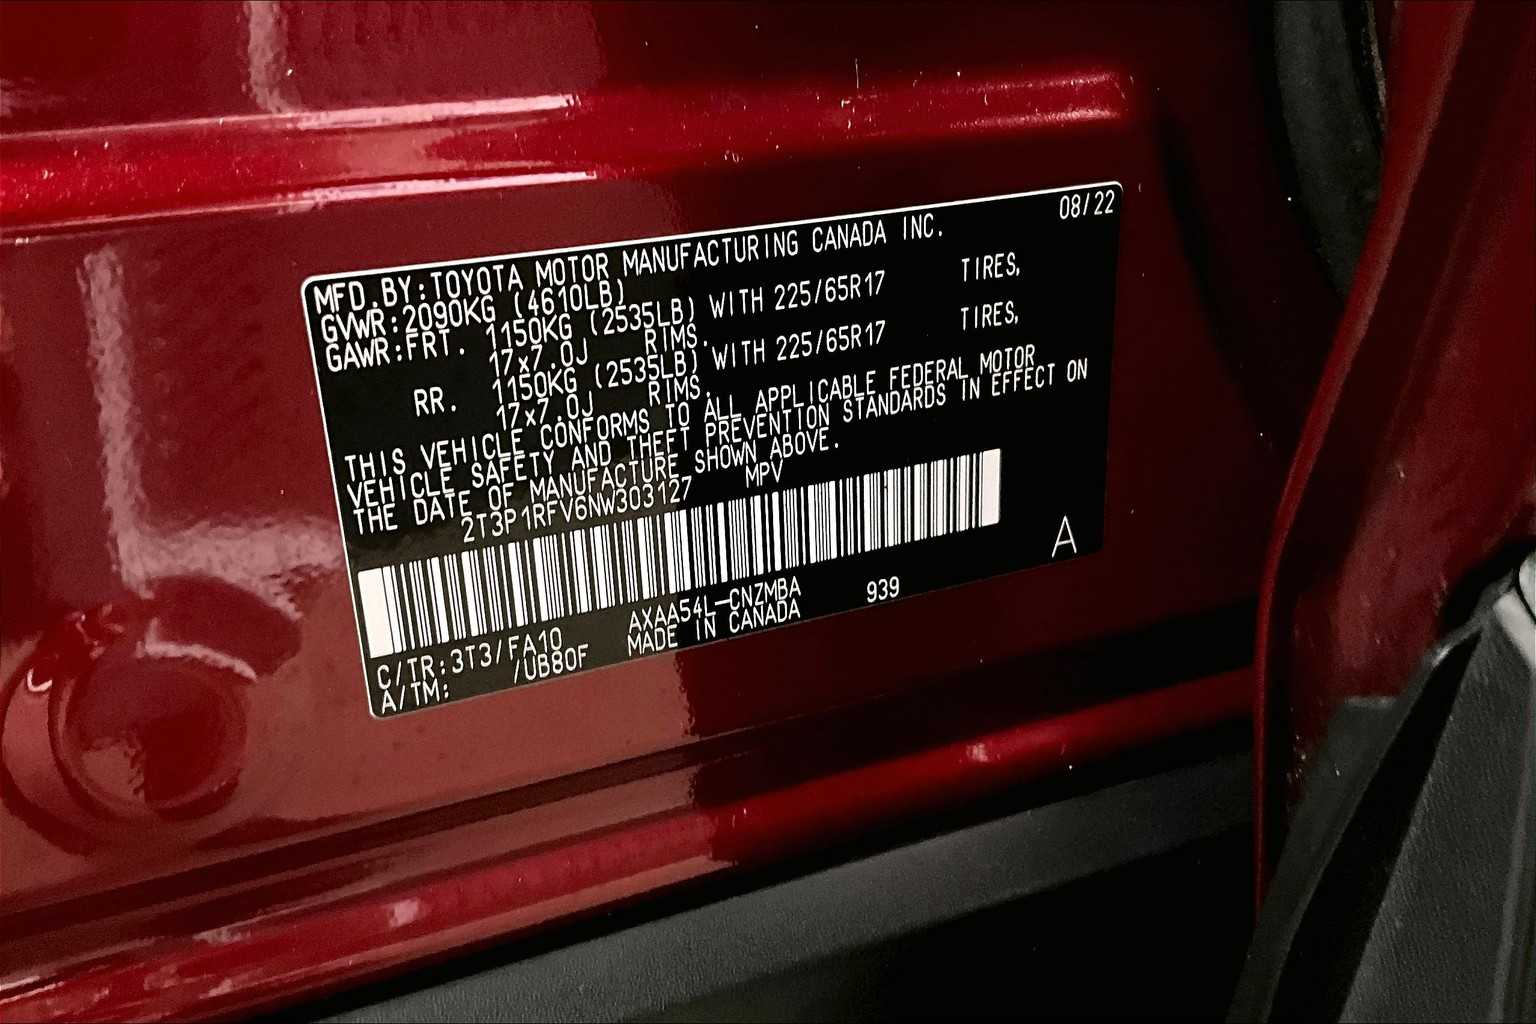 08/22
MFD.BY:TOYOTA MOTOR MANUFACTURING CANADA INC.
GVWR:2090KG (4610LB)
GAWR:FRT. 1150KG (2535LB) WITH 225/65R17 TIRES,
17x7.0J RIMS.
RR. 1150KG (2535LB) WITH 225/65R17 TIRES,
17x7.0J RIMS.
THIS VEHICLE CONFORMS TO ALL APPLICABLE FEDERAL MOTOR
VEHICLE SAFETY AND THEFT PREVENTION STANDARDS IN EFFECT ON
THE DATE OF MANUFACTURE SHOWN ABOVE.
2T3P1RFV6NW303127 MPV
A
C/TR:3T3/FA10 AXAA54L-CNZMBA 939
A/TM: /UB80F MADE IN CANADA